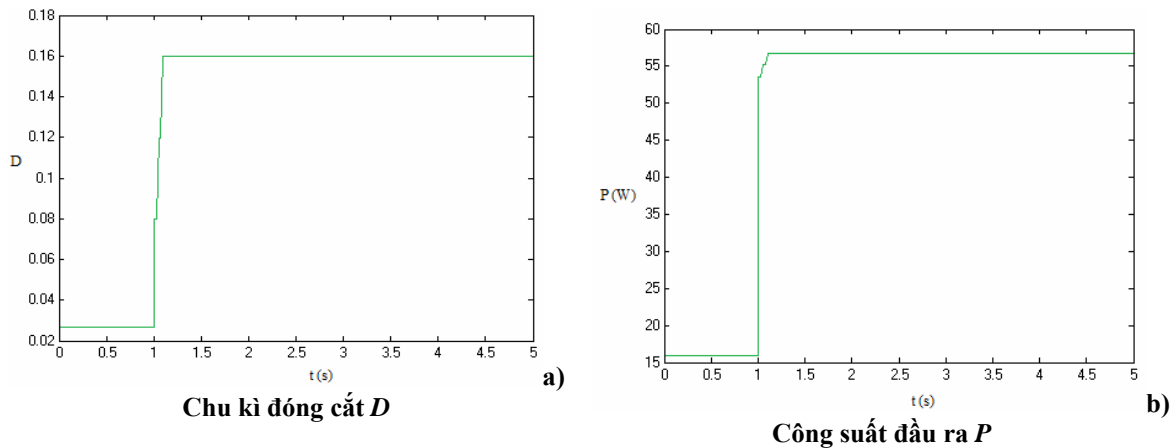 0.18
0.16
0.14
0.12
0.1
0.08
0.06
0.04
0.02
D
0 0.5 1 1.5 2 2.5 3 3.5 4 4.5 5
t (s)
a)
Chu kì đóng cắt D
60
55
50
45
40
35
30
25
20
15
P (W)
0 0.5 1 1.5 2 2.5 3 3.5 4 4.5 5
t (s)
b)
Công suất đầu ra P